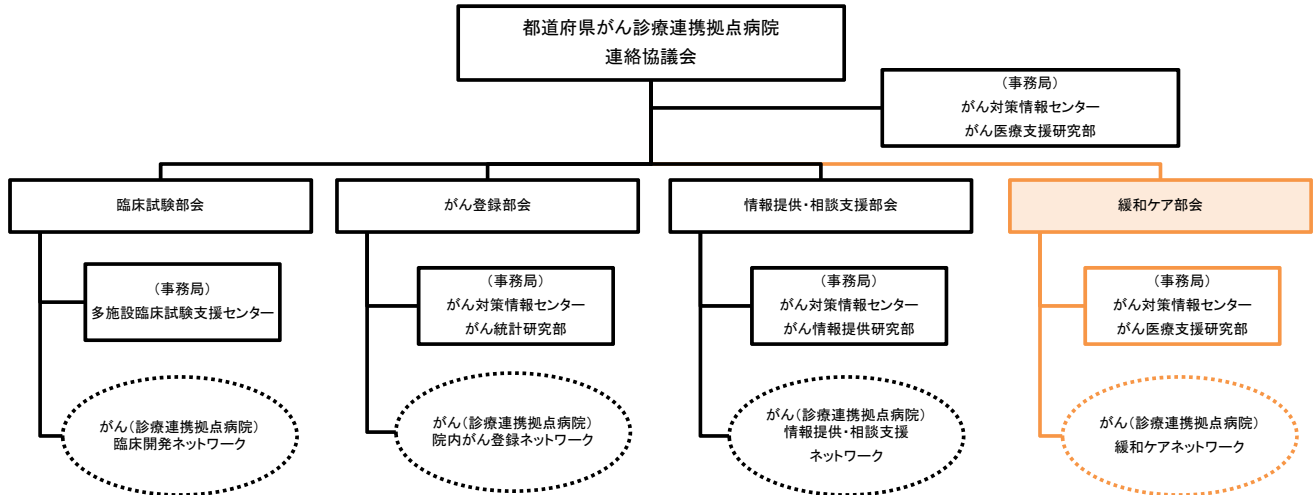 都道府県がん診療連携拠点病院
連絡協議会
（事務局）
がん対策情報センター
がん医療支援研究部
臨床試験部会
がん登録部会
情報提供・相談支援部会
緩和ケア部会
（事務局）
多施設臨床試験支援センター
（事務局）
がん対策情報センター
がん統計研究部
（事務局）
がん対策情報センター
がん情報提供研究部
（事務局）
がん対策情報センター
がん医療支援研究部
がん（診療連携拠点病院）
臨床開発ネットワーク
がん（診療連携拠点病院）
院内がん登録ネットワーク
がん（診療連携拠点病院）
情報提供・相談支援
ネットワーク
がん（診療連携拠点病院）
緩和ケアネットワーク